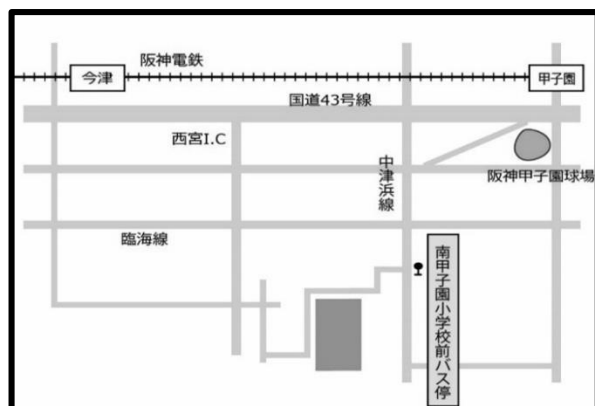 阪神電鉄
今津
甲子園
国道43号線
西宮I.C
中津浜線
阪神甲子園球場
臨海線
南甲子園小学校前バス停